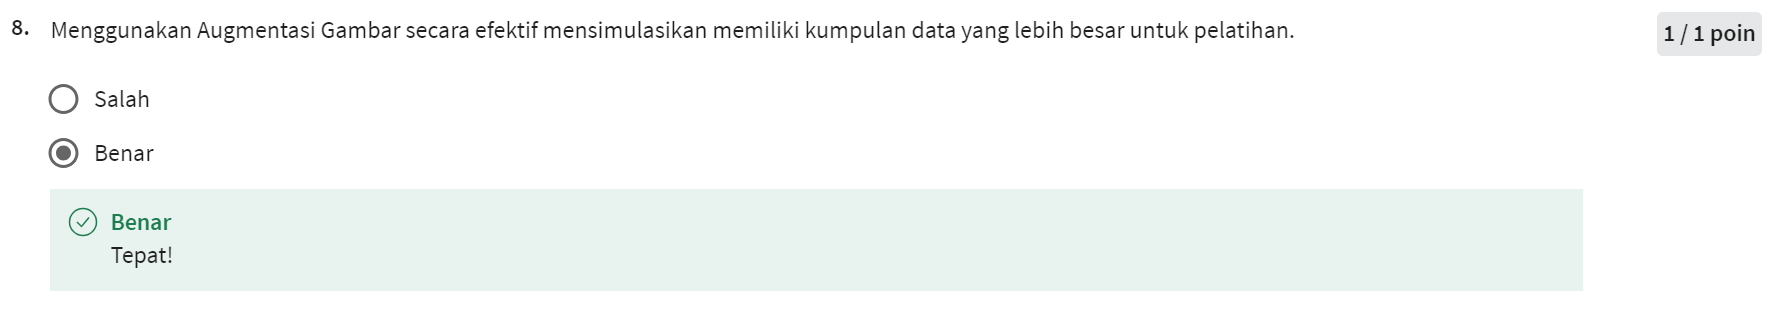 8. Menggunakan Augmentasi Gambar secara efektif mensimulasikan memiliki kumpulan data yang lebih besar untuk pelatihan.
1 / 1 poin
Salah
Benar
Benar
Tepat!